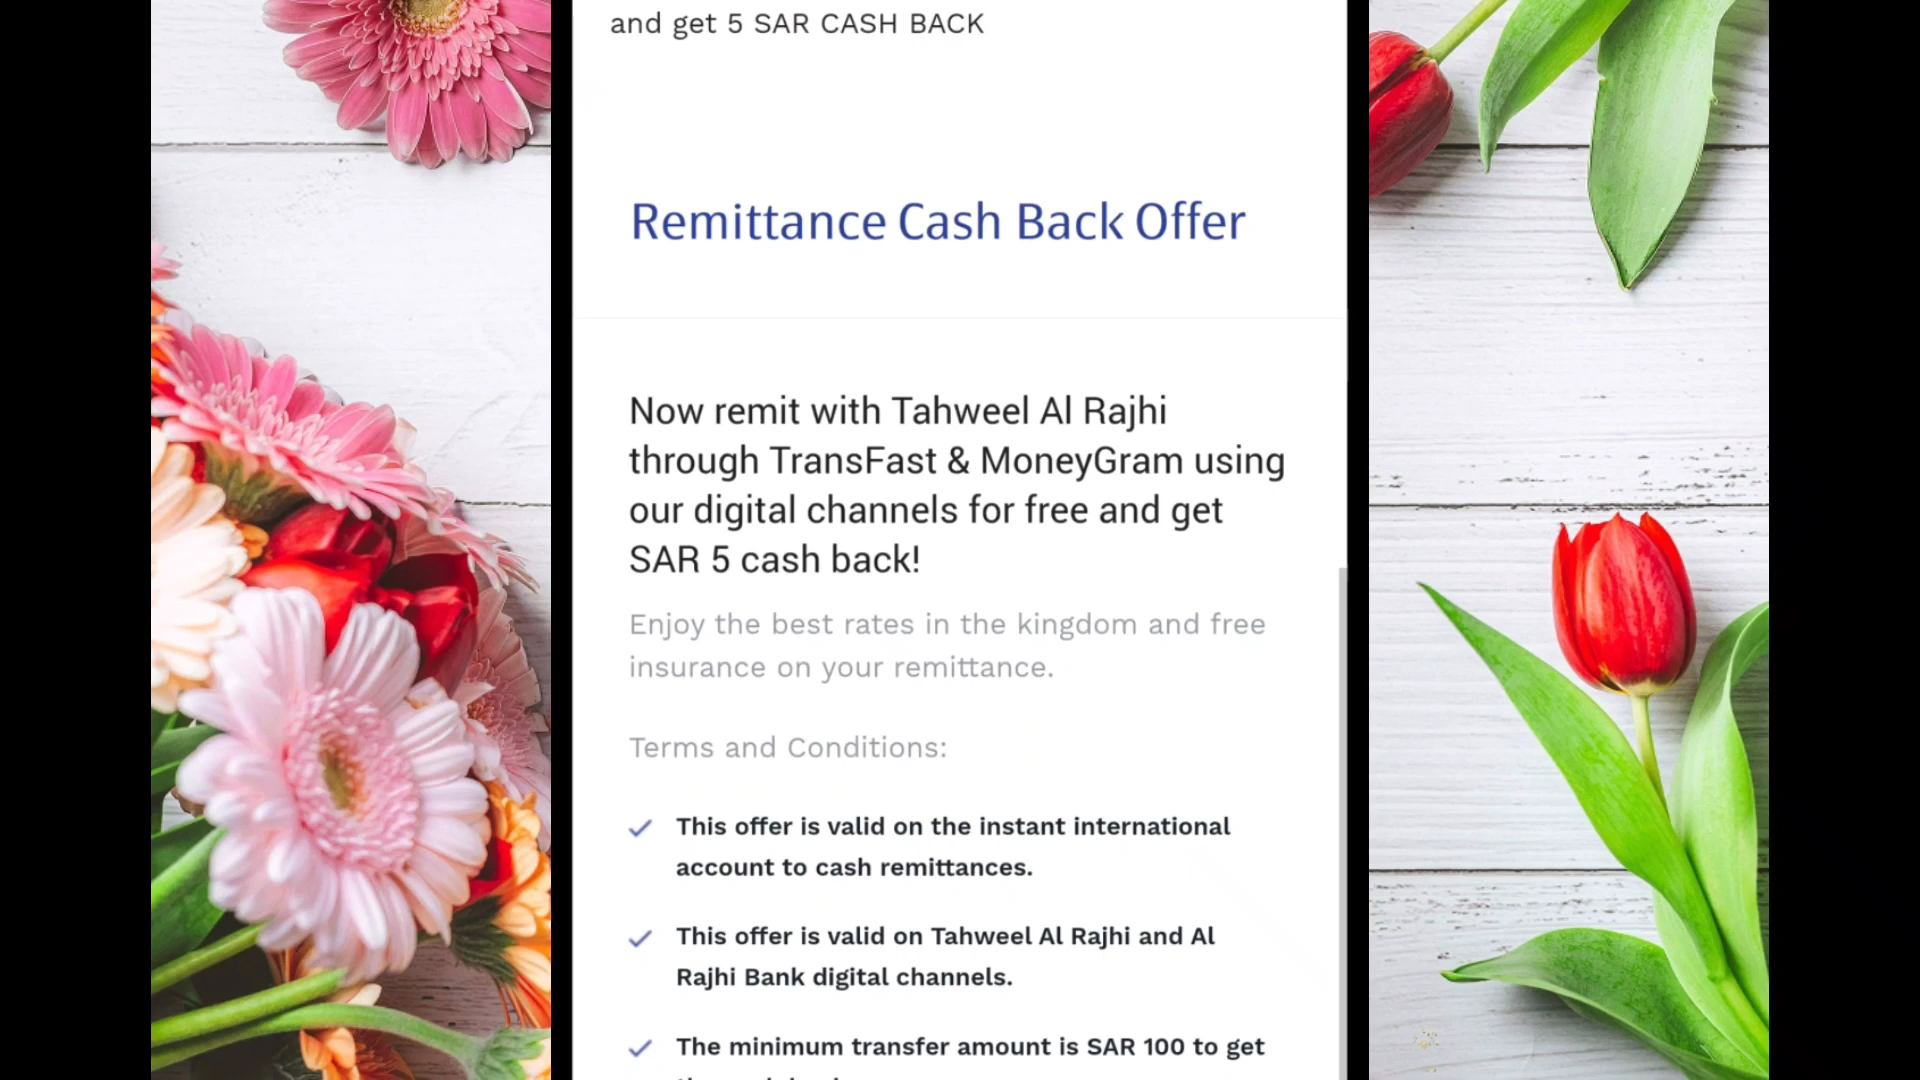 and get 5 SAR CASH BACK
Remittance Cash Back Offer
Now remit with Tahweel Al Rajhi
through TransFast & MoneyGram using
our digital channels for free and get
SAR 5 cash back!
Enjoy the best rates in the kingdom and free
insurance on your remittance.
Terms and Conditions:
This offer is valid on the instant international
account to cash remittances.
This offer is valid on Tahweel Al Rajhi and Al
Rajhi Bank digital channels.
The minimum transfer amount is SAR 100 to get